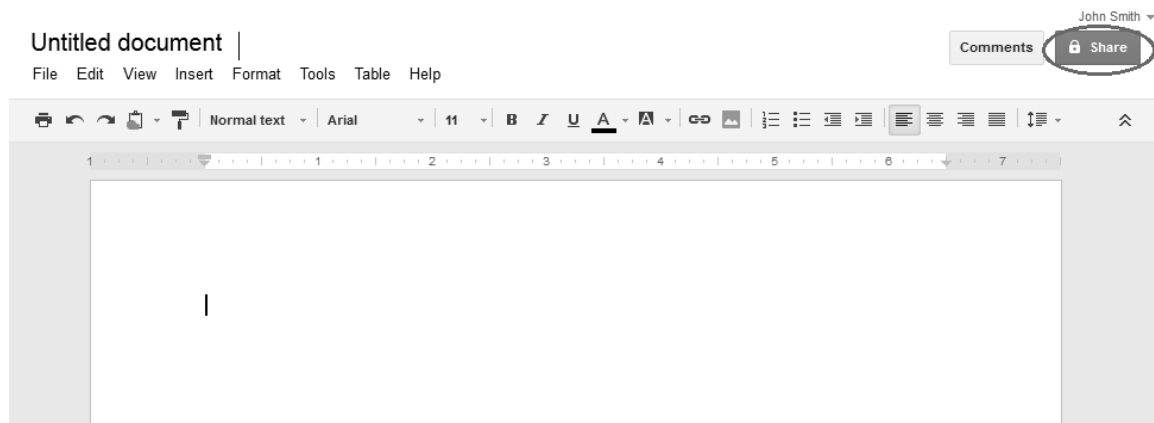 John Smith
Untitled document
Comments
Share
File Edit View Insert Format Tools Table Help
Normal text Arial 11 B I U A A
1 1 2 3 4 5 6 7